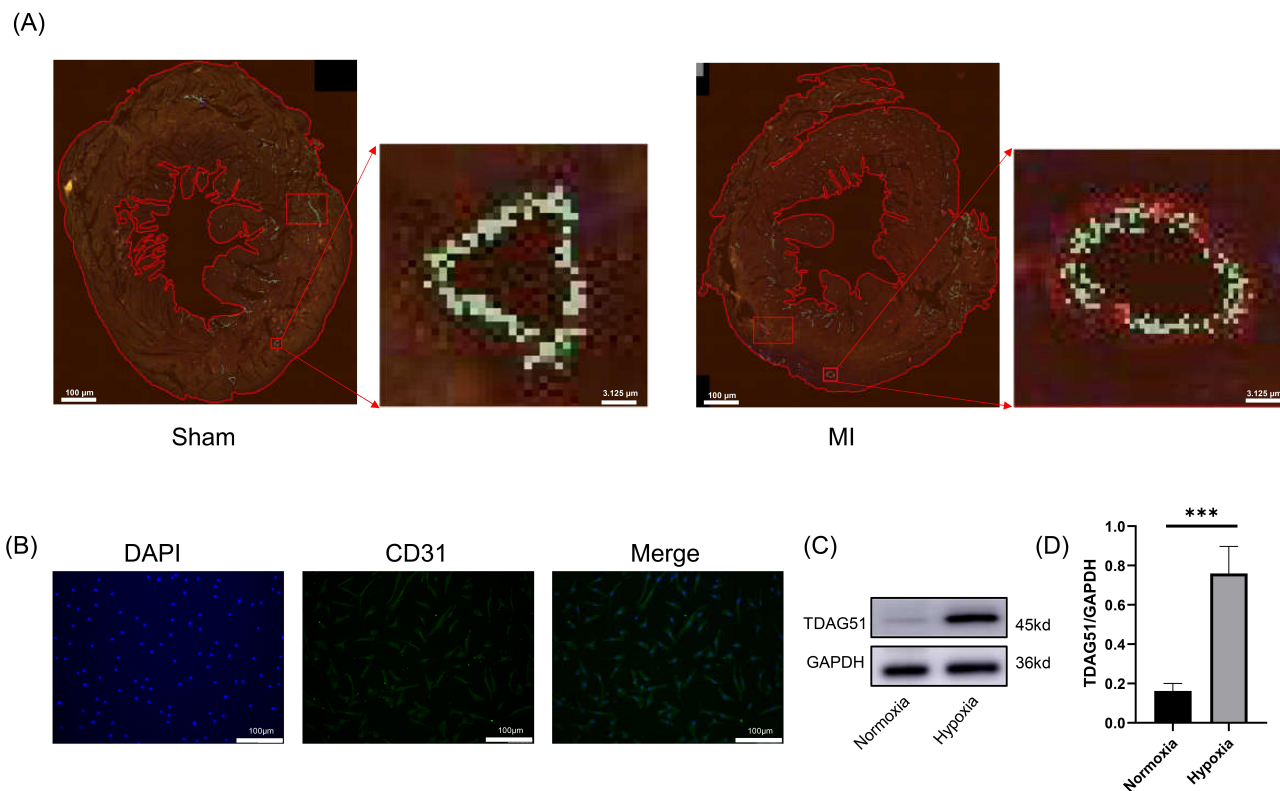 (A)
100 µm
3.125 µm
100 µm
3.125 µm
Sham
MI
(B)
DAPI
CD31
Merge
100µm
100µm
100µm
(C)
TDAG51
45kd
GAPDH
36kd
Normoxia
Hypoxia
(D)
***
TDAG51/GAPDH
1.0
0.8
0.6
0.4
0.2
0.0
Normoxia
Hypoxia